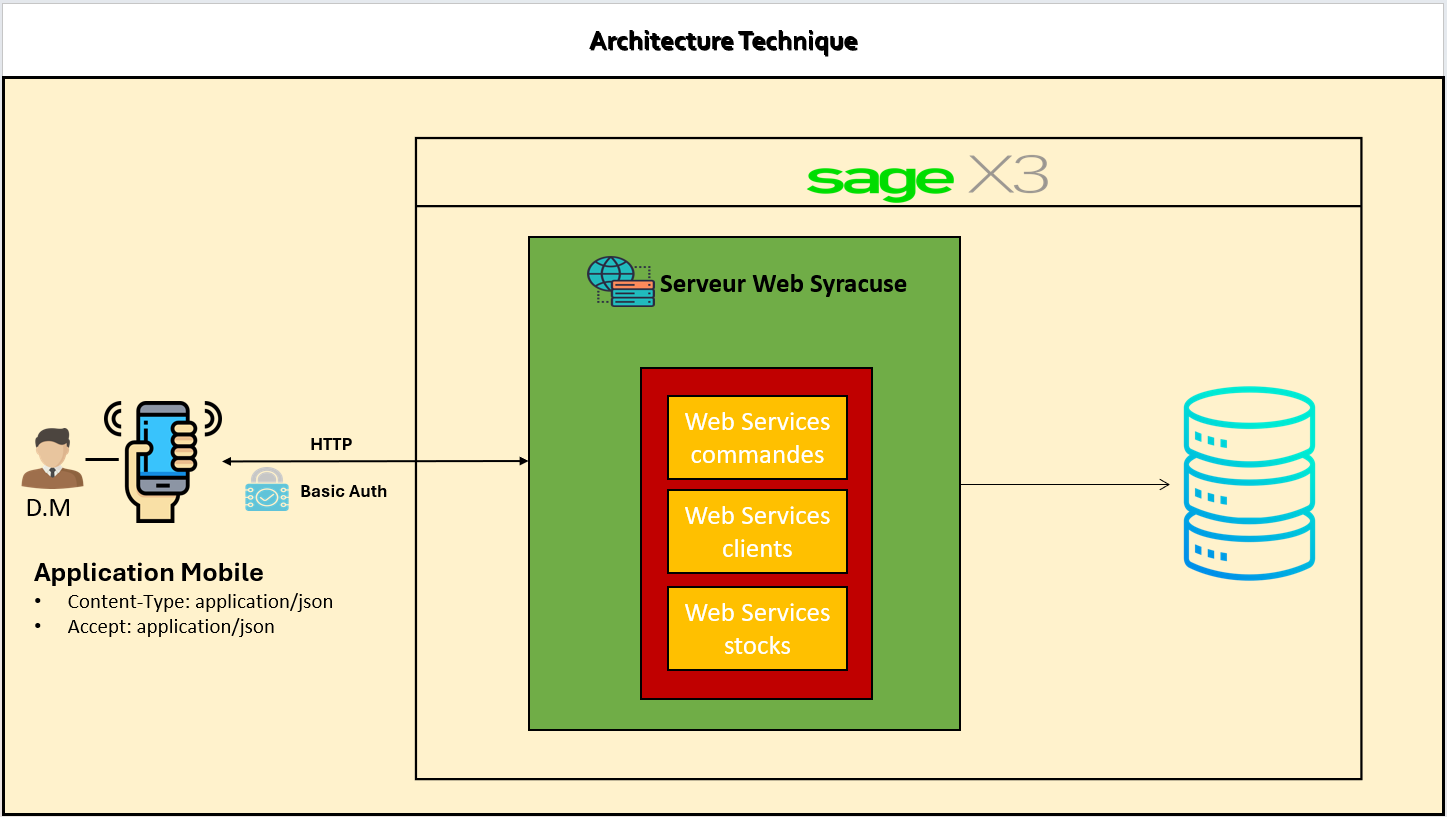 Architecture Technique
sage X3
Serveur Web Syracuse
Web Services
commandes
Web Services
clients
Web Services
stocks
HTTP
Basic Auth
D.M
Application Mobile
• Content-Type: application/json
• Accept: application/json